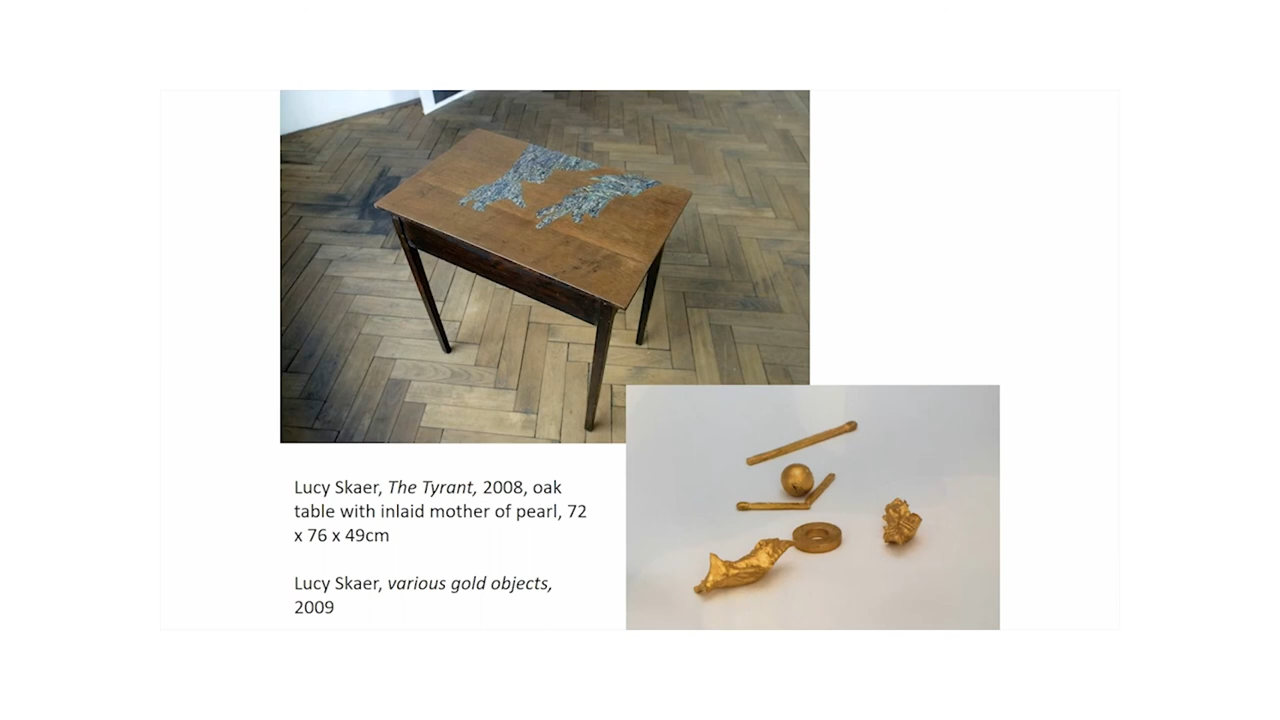 Lucy Skaer, The Tyrant, 2008, oak
table with inlaid mother of pearl, 72
x 76 x 49cm
Lucy Skaer, various gold objects,
2009